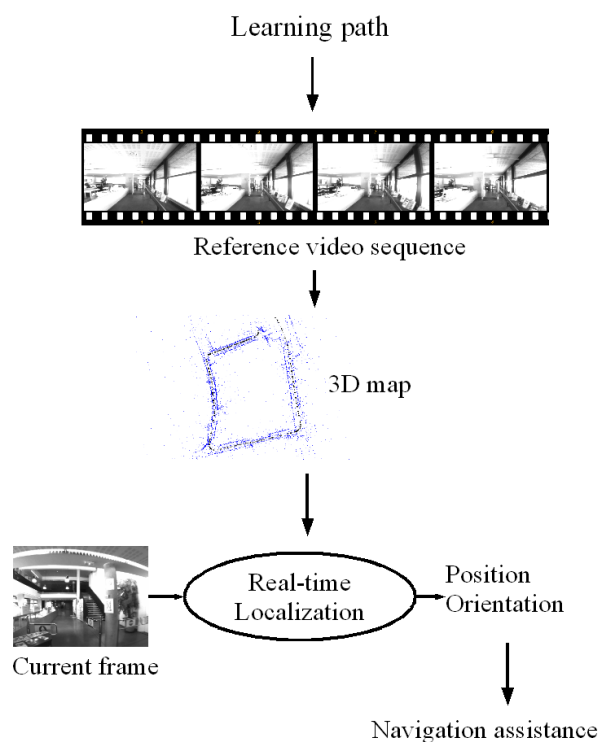 Learning path
Reference video sequence
3D map
Real-time
Localization
Position
Orientation
Current frame
Navigation assistance